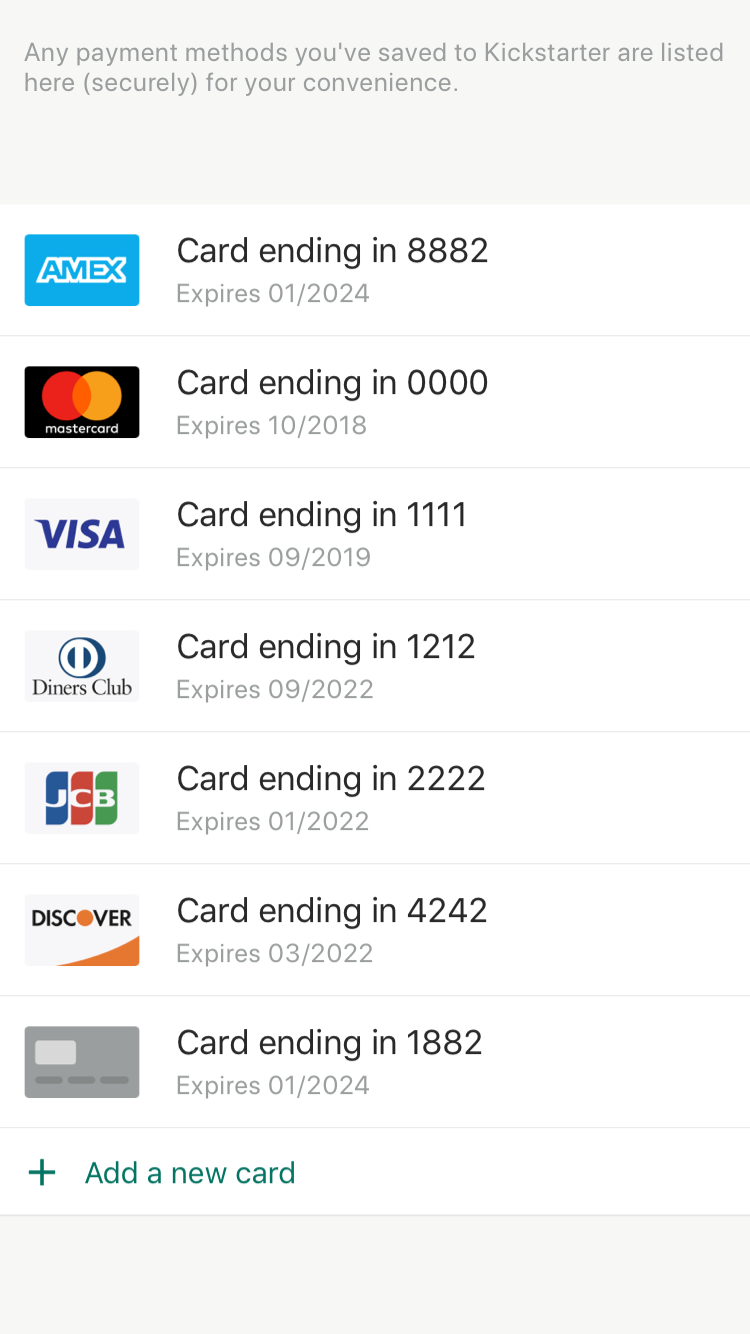 Any payment methods you've saved to Kickstarter are listed
here (securely) for your convenience.
AMEX
Card ending in 8882
Expires 01/2024
mastercard
Card ending in 0000
Expires 10/2018
VISA
Card ending in 1111
Expires 09/2019
Diners Club
Card ending in 1212
Expires 09/2022
JCB
Card ending in 2222
Expires 01/2022
DISCOVER
Card ending in 4242
Expires 03/2022
Card ending in 1882
Expires 01/2024
+ Add a new card